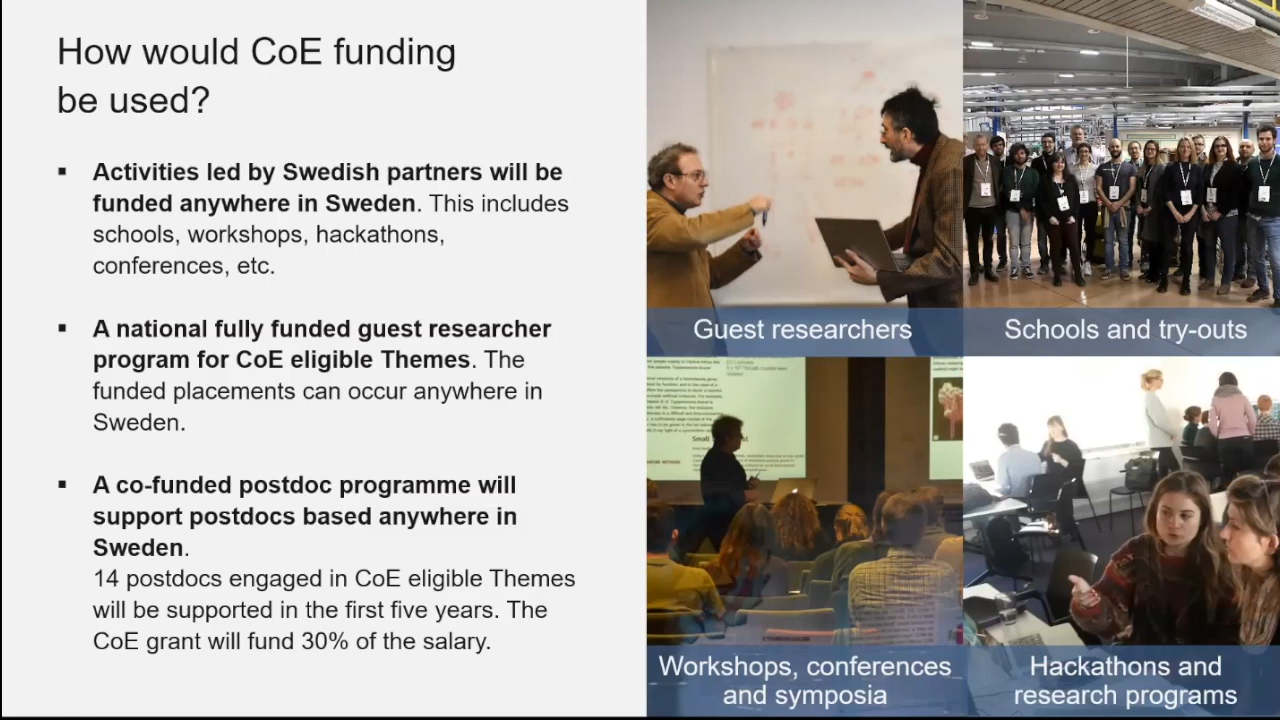 How would CoE funding
be used?
▪ Activities led by Swedish partners will be
funded anywhere in Sweden. This includes
schools, workshops, hackathons,
conferences, etc.
▪ A national fully funded guest researcher
program for CoE eligible Themes. The
funded placements can occur anywhere in
Sweden.
▪ A co-funded postdoc programme will
support postdocs based anywhere in
Sweden.
14 postdocs engaged in CoE eligible Themes
will be supported in the first five years. The
CoE grant will fund 30% of the salary.
Guest researchers
Schools and try-outs
Small
Workshops, conferences
and symposia
Hackathons and
research programs